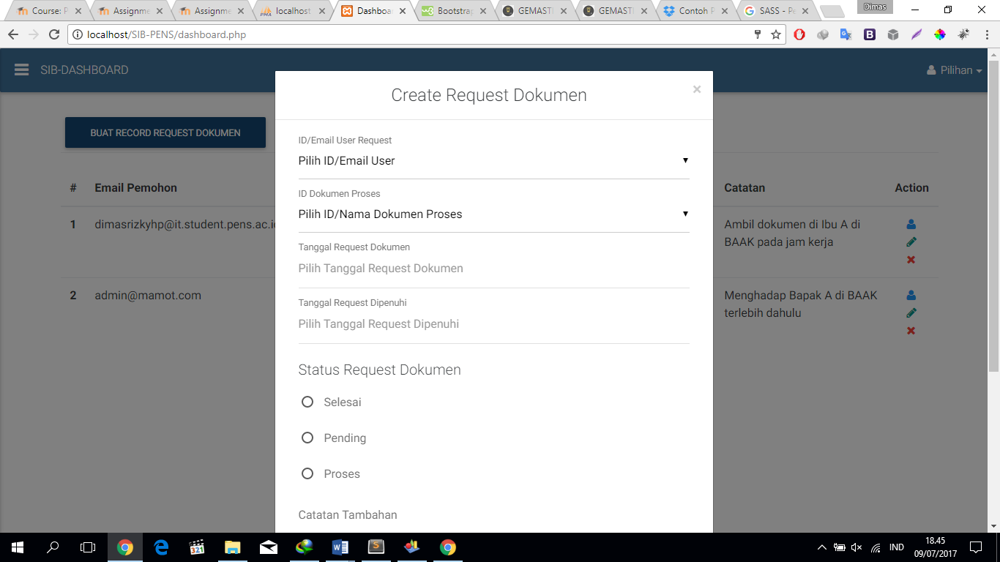 Course: P
Assignme
Assignme
localhost
Dashboa
Bootstrap
GEMASTI
GEMASTI
Contoh P
SASS - Pe
Dimas
localhost/SIB-PENS/dashboard.php
SIB-DASHBOARD
Pilihan
Create Request Dokumen
×
BUAT RECORD REQUEST DOKUMEN
ID/Email User Request
Pilih ID/Email User
ID Dokumen Proses
Pilih ID/Nama Dokumen Proses
Tanggal Request Dokumen
Pilih Tanggal Request Dokumen
Tanggal Request Dipenuhi
Pilih Tanggal Request Dipenuhi
Status Request Dokumen
Selesai
Pending
Proses
Catatan Tambahan
# Email Pemohon Catatan Action
1 dimasrizkyhp@it.student.pens.ac.i Ambil dokumen di Ibu A di
BAAK pada jam kerja
2 admin@mamot.com Menghadap Bapak A di BAAK
terlebih dahulu
IND
18.45
09/07/2017